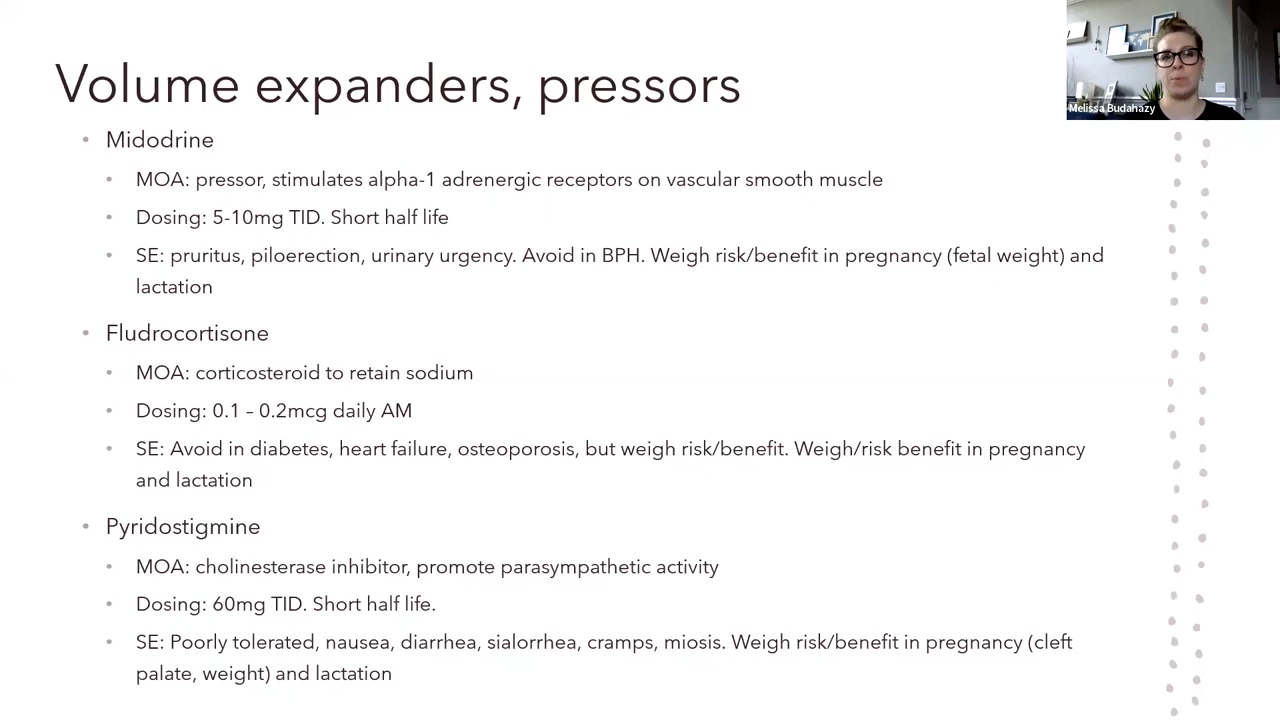 Volume expanders, pressors
Melissa Budahazy
• Midodrine
• MOA: pressor, stimulates alpha-1 adrenergic receptors on vascular smooth muscle
• Dosing: 5-10mg TID. Short half life
• SE: pruritus, piloerection, urinary urgency. Avoid in BPH. Weigh risk/benefit in pregnancy (fetal weight) and
lactation
• Fludrocortisone
• MOA: corticosteroid to retain sodium
• Dosing: 0.1 – 0.2mcg daily AM
• SE: Avoid in diabetes, heart failure, osteoporosis, but weigh risk/benefit. Weigh/risk benefit in pregnancy
and lactation
• Pyridostigmine
• MOA: cholinesterase inhibitor, promote parasympathetic activity
• Dosing: 60mg TID. Short half life.
• SE: Poorly tolerated, nausea, diarrhea, sialorrhea, cramps, miosis. Weigh risk/benefit in pregnancy (cleft
palate, weight) and lactation